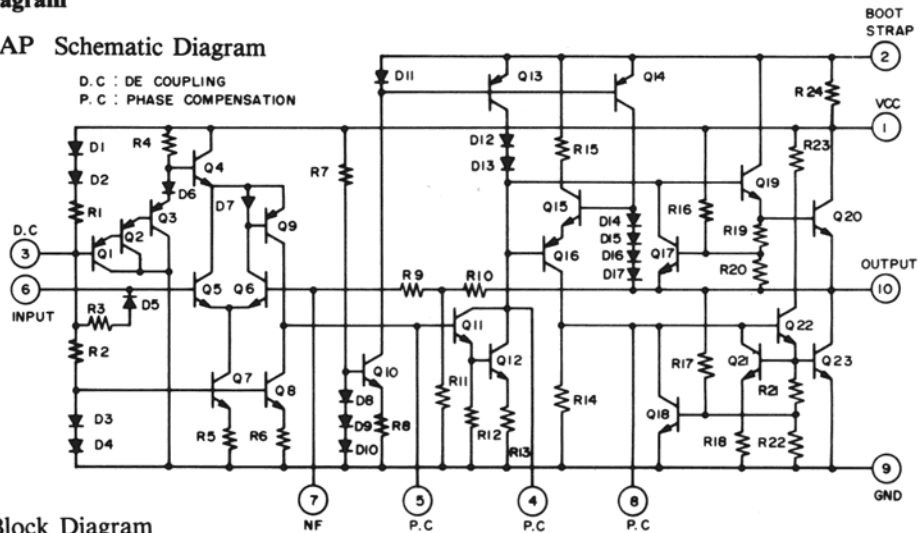 agram
AP Schematic Diagram
D.C : DE COUPLING
P.C : PHASE COMPENSATION
BOOT
STRAP
2
D11
Q13
Q14
R24
VCC
1
D1
R4
Q4
D12
R15
R23
D2
D6
R7
D13
Q19
R1
Q3
D7
Q9
Q15
D14
R16
Q20
D.C
Q2
D15
R19
3
Q1
Q16
D16
Q17
R20
6
Q5
Q6
R9
R10
D17
OUTPUT
10
INPUT
R3
D5
Q11
Q22
R2
Q12
R17
Q21
Q23
Q7
Q8
Q10
D8
R11
R14
Q18
R21
D3
D9
R8
R12
D4
R5
R6
D10
R13
R18
R22
9
GND
7
5
4
8
NF
P.C
P.C
P.C
Block Diagram